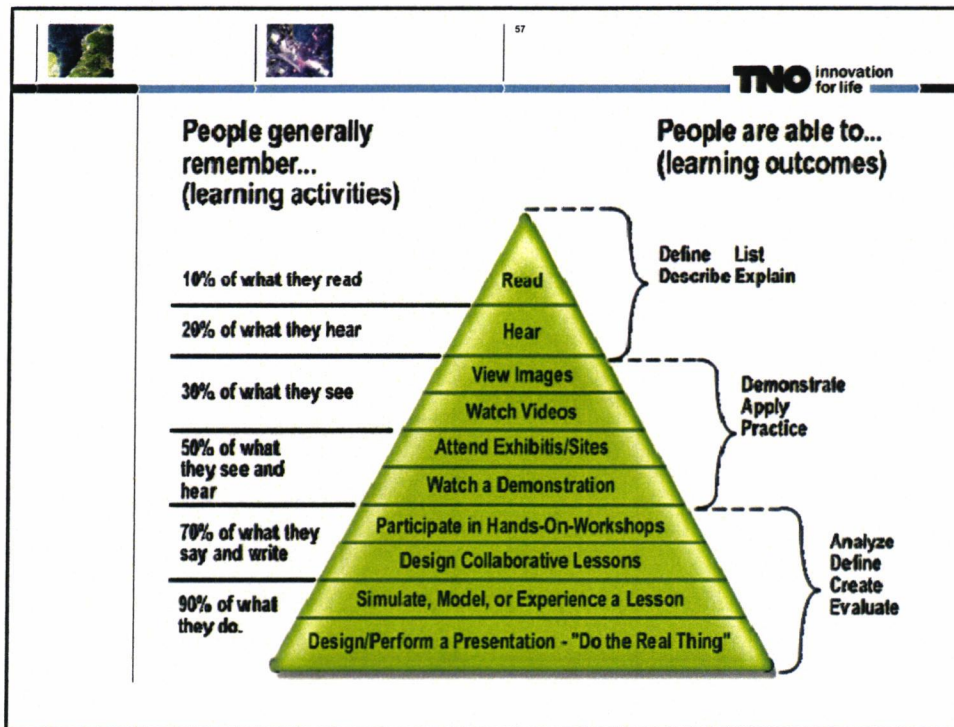 57
TNO innovation
for life
People generally
remember...
(learning activities)
People are able to...
(learning outcomes)
10% of what they read
20% of what they hear
30% of what they see
50% of what
they see and
hear
70% of what they
say and write
90% of what
they do.
Read
Hear
View Images
Watch Videos
Attend Exhibitis/Sites
Watch a Demonstration
Participate in Hands-On-Workshops
Design Collaborative Lessons
Simulate, Model, or Experience a Lesson
Design/Perform a Presentation - "Do the Real Thing"
Define List
Describe Explain
Demonstrate
Apply
Practice
Analyze
Define
Create
Evaluate